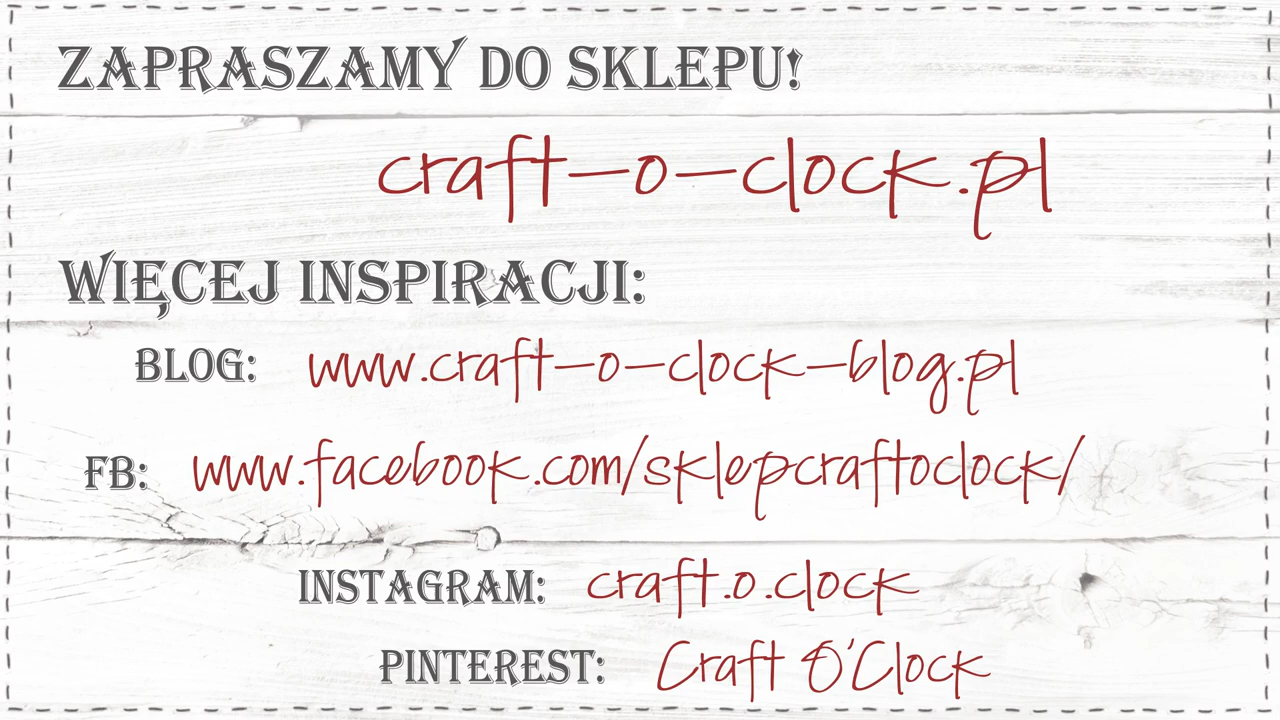 ZAPRASZAMY DO SKLEPU!
craft-o-clock.pl
WIĘCEJ INSPIRACJI:
BLOG: www.craft-o-clock-blog.pl
FB: www.facebook.com/sklepcraftoclock/
INSTAGRAM: craft.o.clock
PINTEREST: Craft O'Clock